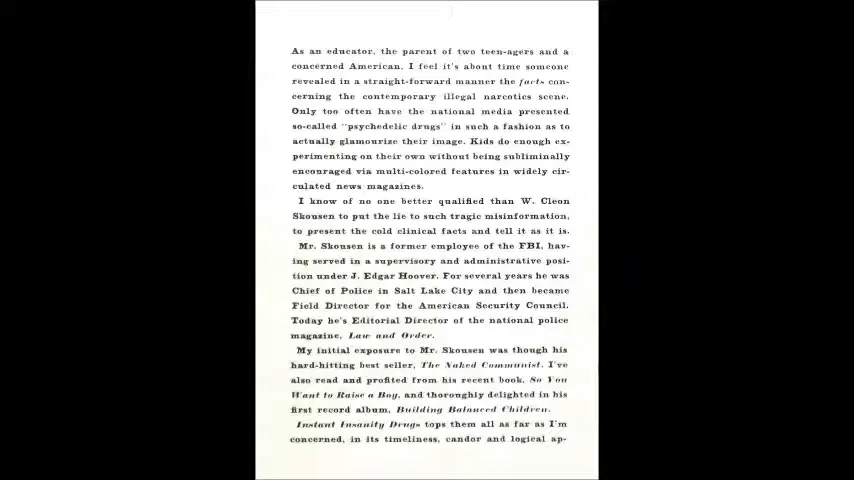 As an educator, the parent of two teen-agers and a
concerned American, I feel it's about time someone
revealed in a straight-forward manner the facts con-
cerning the contemporary illegal narcotics scene.
Only too often have the national media presented
so-called "psychedelic drugs" in such a fashion as to
actually glamourize their image. Kids do enough ex-
perimenting on their own without being subliminally
encouraged via multi-colored features in widely cir-
culated news magazines.
I know of no one better qualified than W. Cleon
Skousen to put the lie to such tragic misinformation,
to present the cold clinical facts and tell it as it is.
Mr. Skousen is a former employee of the FBI, hav-
ing served in a supervisory and administrative posi-
tion under J. Edgar Hoover. For several years he was
Chief of Police in Salt Lake City and then became
Field Director for the American Security Council.
Today he's Editorial Director of the national police
magazine, Law and Order.
My initial exposure to Mr. Skousen was though his
hard-hitting best seller, The Naked Communist. I've
also read and profited from his recent book, So You
Want to Raise a Boy, and thoroughly delighted in his
first record album, Building Balanced Children.
Instant Insanity Drugs tops them all as far as I'm
concerned, in its timeliness, candor and logical ap-